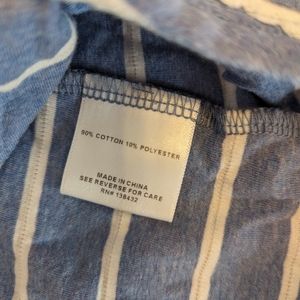 90% COTTON 10% POLYESTER
MADE IN CHINA
SEE REVERSE FOR CARE
RN# 138432